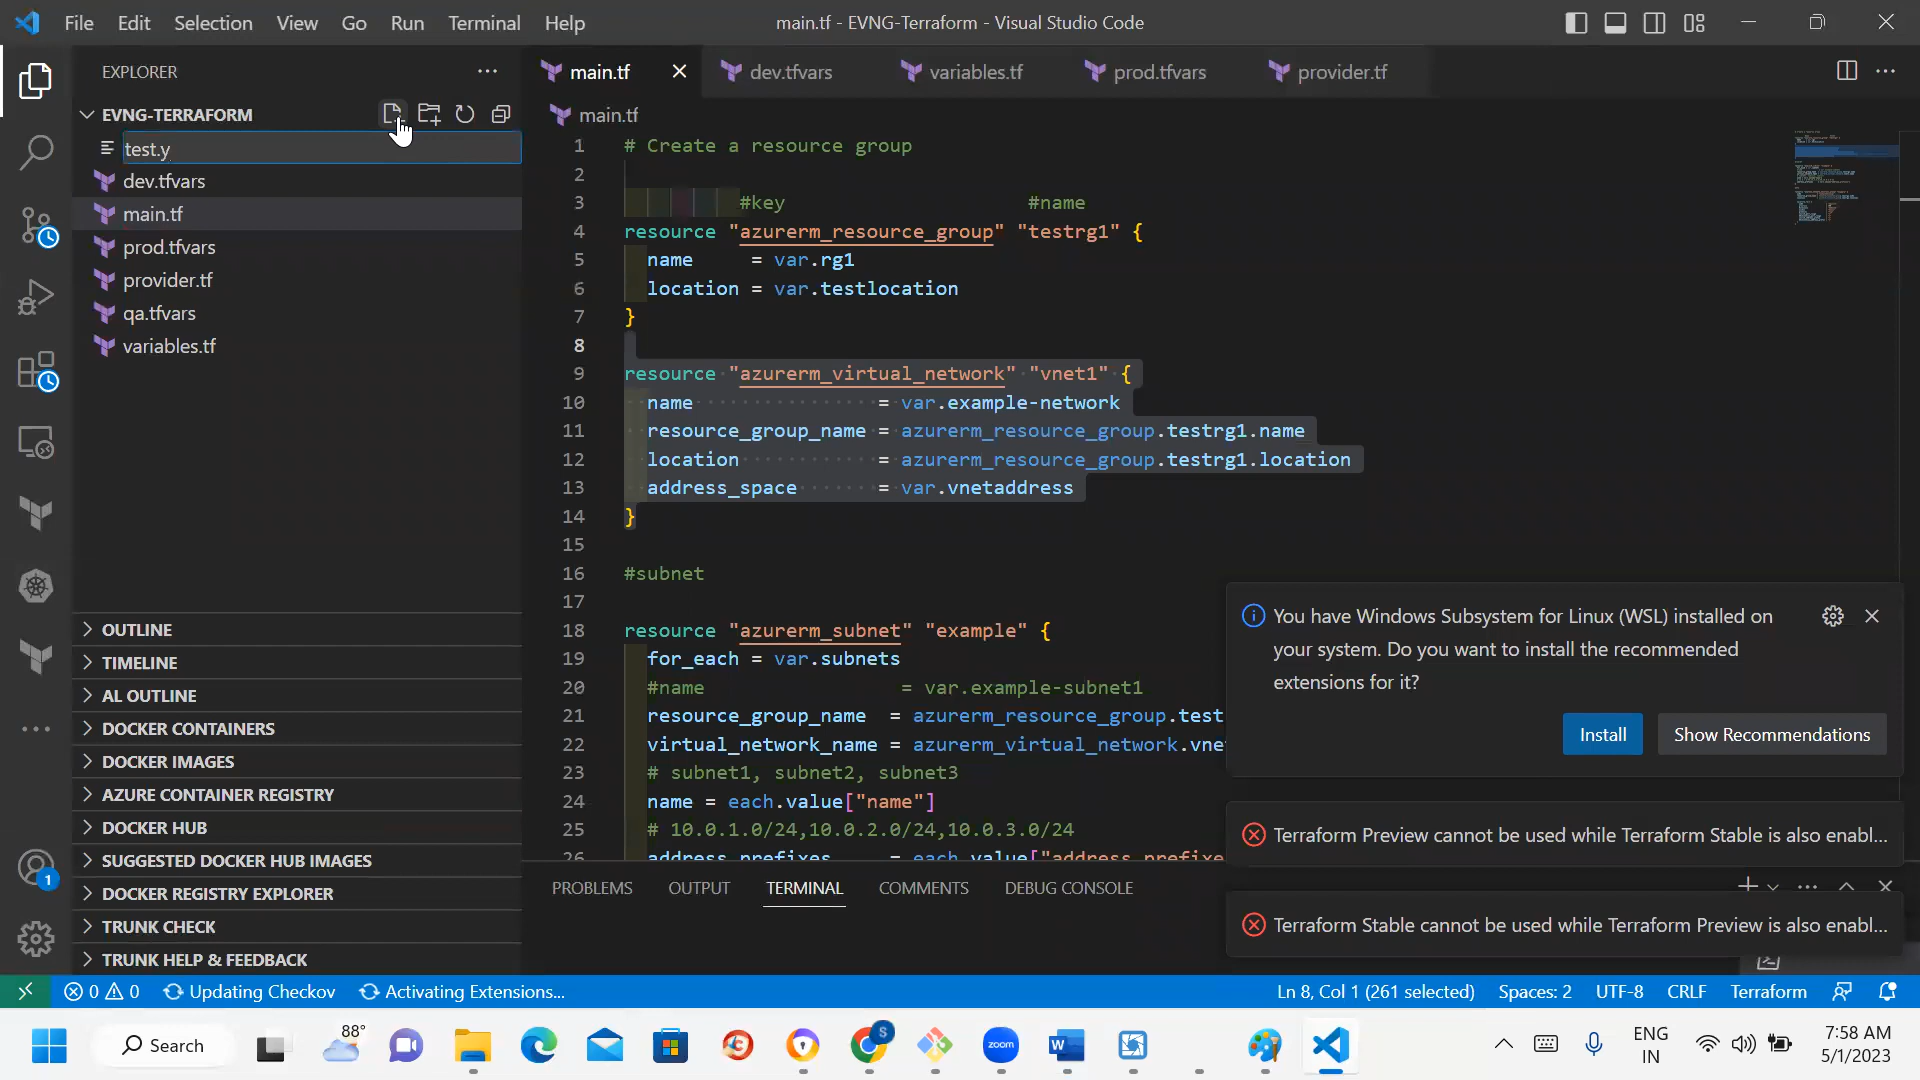 File Edit Selection View Go Run Terminal Help main.tf - EVNG-Terraform - Visual Studio Code
EXPLORER
EVNG-TERRAFORM
test.y
dev.tfvars
main.tf
prod.tfvars
provider.tf
qa.tfvars
variables.tf
OUTLINE
TIMELINE
AL OUTLINE
DOCKER CONTAINERS
DOCKER IMAGES
AZURE CONTAINER REGISTRY
DOCKER HUB
SUGGESTED DOCKER HUB IMAGES
DOCKER REGISTRY EXPLORER
TRUNK CHECK
TRUNK HELP & FEEDBACK
1
main.tf dev.tfvars variables.tf prod.tfvars provider.tf
main.tf
1 # Create a resource group
2
3 #key #name
4 resource "azurerm_resource_group" "testrg1" {
5 name = var.rg1
6 location = var.testlocation
7 }
8
9 resource "azurerm_virtual_network" "vnet1" {
10 name = var.example-network
11 resource_group_name = azurerm_resource_group.testrg1.name
12 location = azurerm_resource_group.testrg1.location
13 address_space = var.vnetaddress
14 }
15
16 #subnet
17
18 resource "azurerm_subnet" "example" {
19 for_each = var.subnets
20 #name = var.example-subnet1
21 resource_group_name = azurerm_resource_group.test
22 virtual_network_name = azurerm_virtual_network.vne
23 # subnet1, subnet2, subnet3
24 name = each.value["name"]
25 # 10.0.1.0/24,10.0.2.0/24,10.0.3.0/24
26 address_prefixes = each.value["address_prefixe
You have Windows Subsystem for Linux (WSL) installed on
your system. Do you want to install the recommended
extensions for it?
Install Show Recommendations
Terraform Preview cannot be used while Terraform Stable is also enabl...
Terraform Stable cannot be used while Terraform Preview is also enabl...
PROBLEMS OUTPUT TERMINAL COMMENTS DEBUG CONSOLE
0 0 Updating Checkov Activating Extensions... Ln 8, Col 1 (261 selected) Spaces: 2 UTF-8 CRLF Terraform
Search 88° S zoom ENG
IN 7:58 AM
5/1/2023